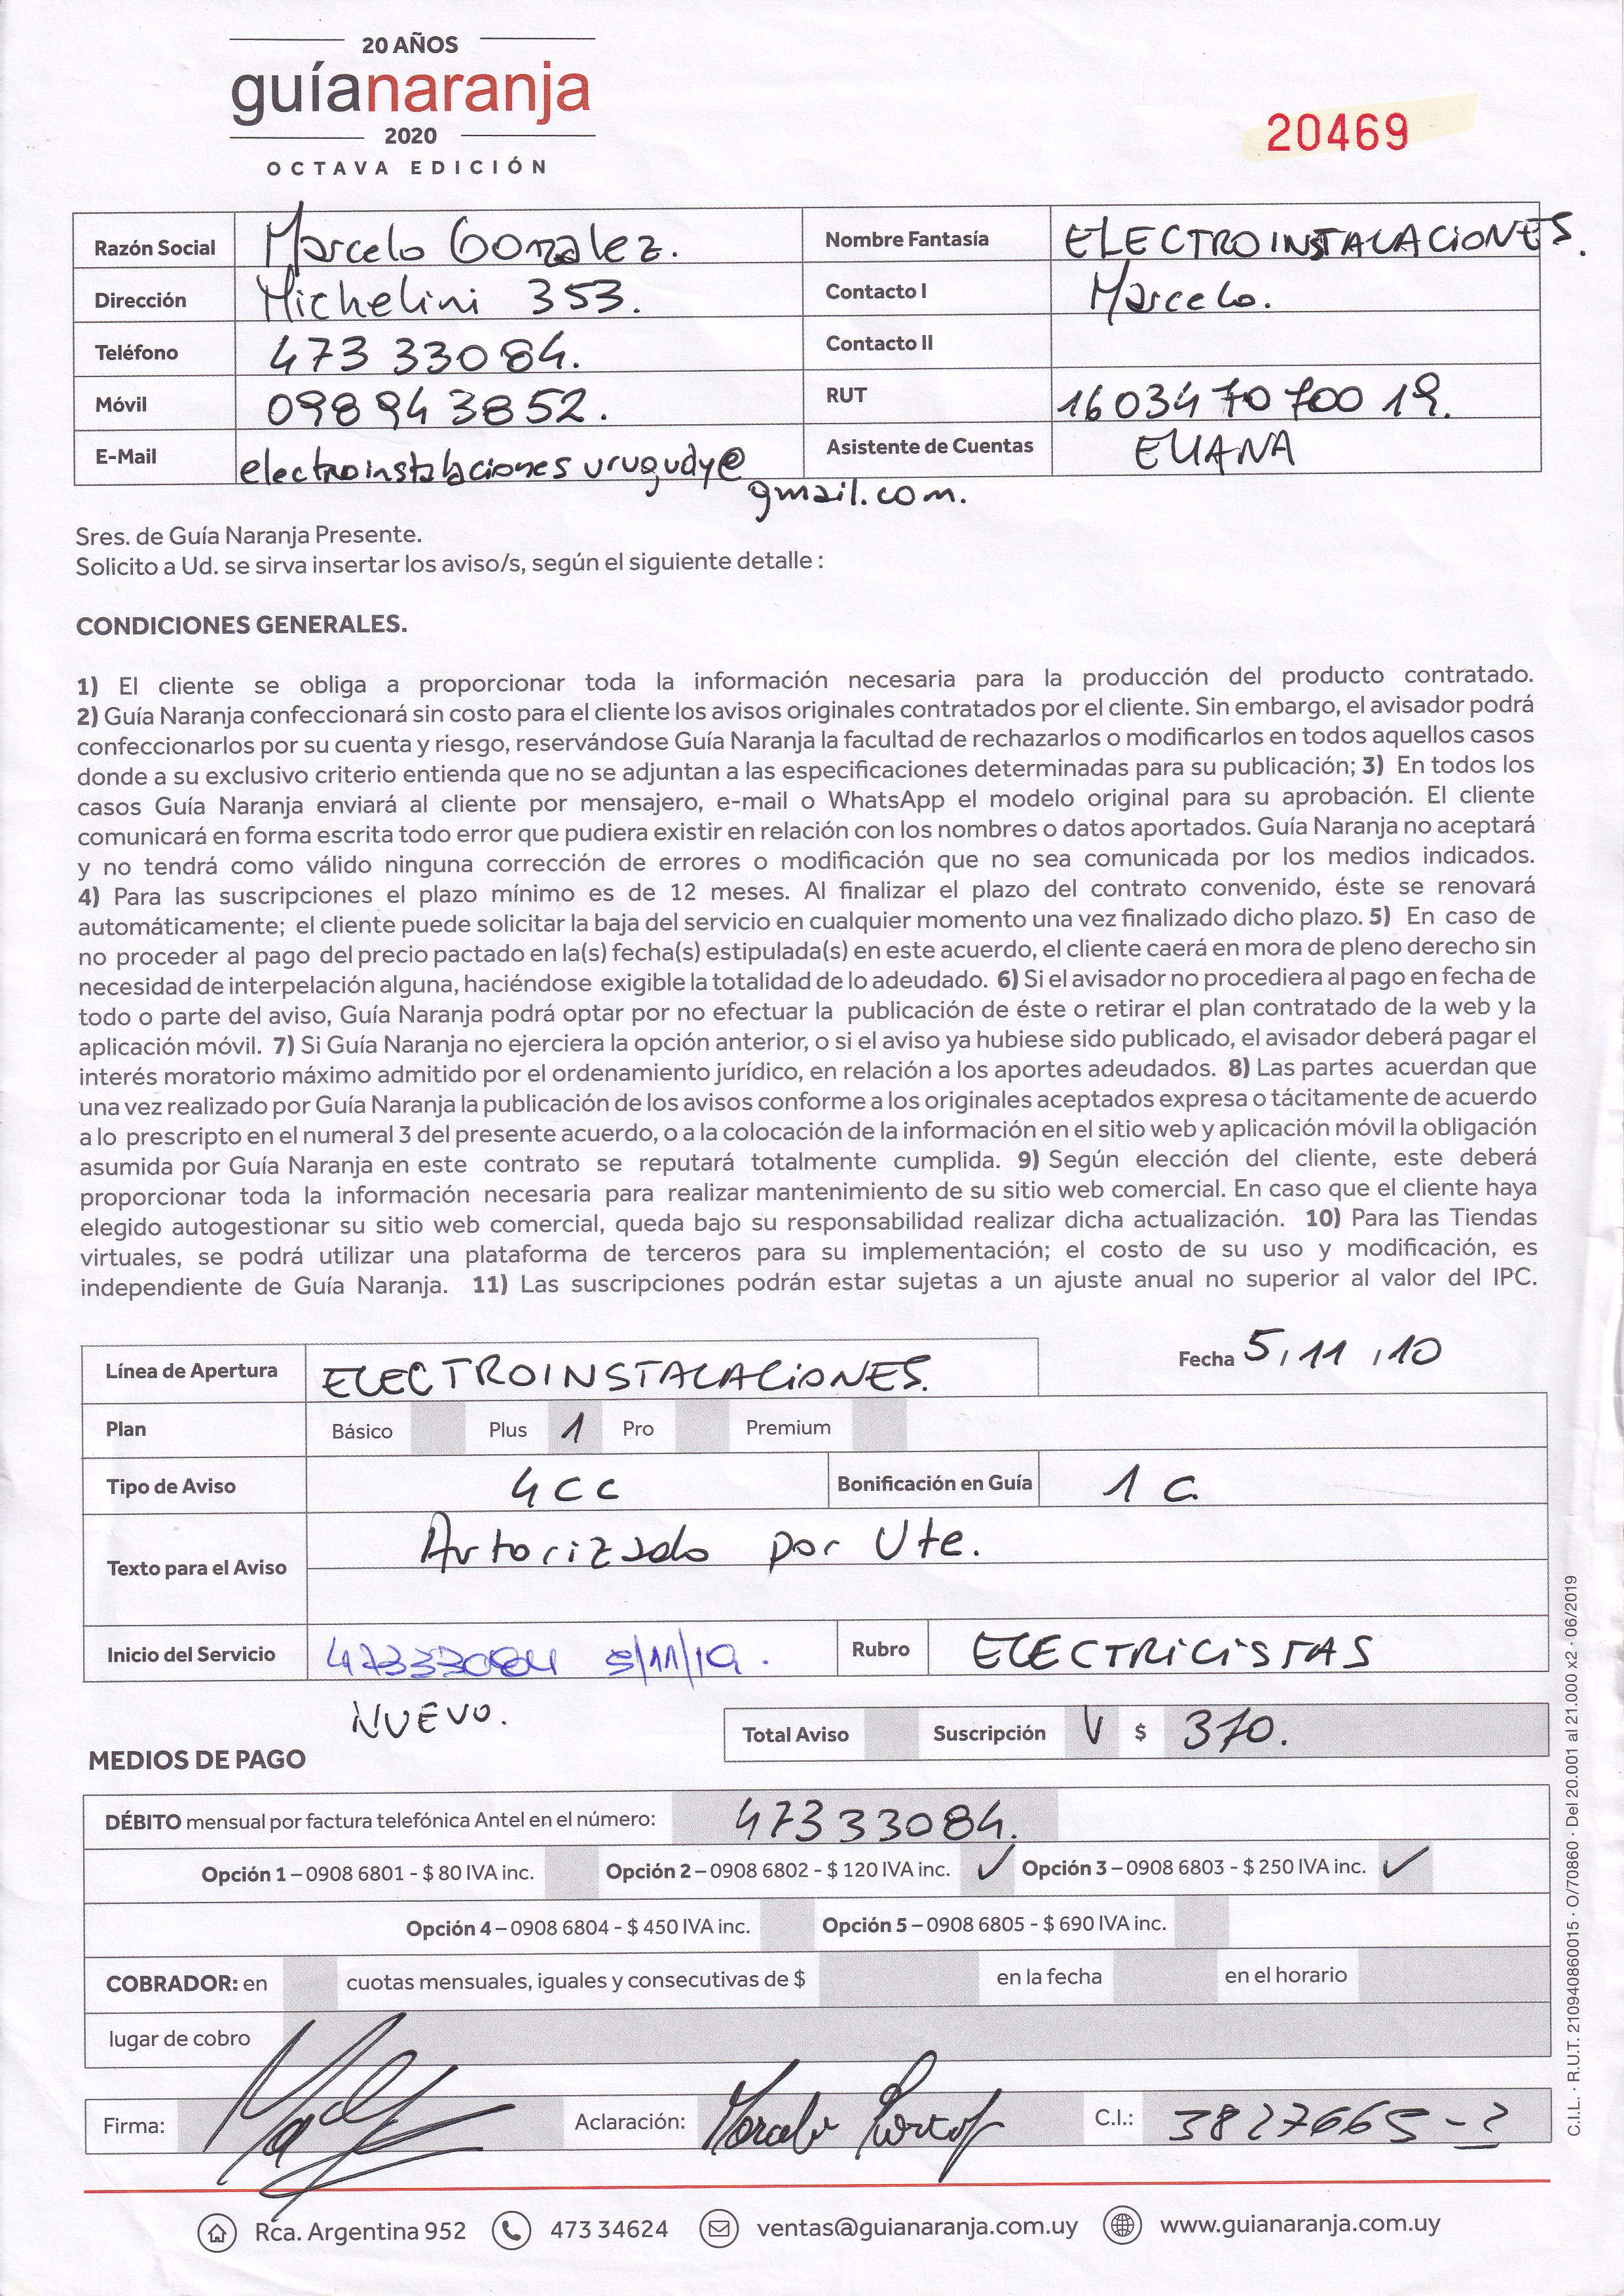 20 AÑOS
guíanaranja
2020
OCTAVA EDICIÓN
20469
Razón Social Marcelo Gonzalez. Nombre Fantasía ELECTROINSTALACIONES.
Dirección Michelini 353. Contacto I Marcelo.
Teléfono 473 33084. Contacto II
Móvil 098943852. RUT 160347070019.
E-Mail electroinstalacionesuruguay@ Asistente de Cuentas ELIANA
gmail.com.
Sres. de Guía Naranja Presente.
Solicito a Ud. se sirva insertar los aviso/s, según el siguiente detalle :
CONDICIONES GENERALES.
1) El cliente se obliga a proporcionar toda la información necesaria para la producción del producto contratado.
2) Guía Naranja confeccionará sin costo para el cliente los avisos originales contratados por el cliente. Sin embargo, el avisador podrá
confeccionarlos por su cuenta y riesgo, reservándose Guía Naranja la facultad de rechazarlos o modificarlos en todos aquellos casos
donde a su exclusivo criterio entienda que no se adjuntan a las especificaciones determinadas para su publicación; 3) En todos los
casos Guía Naranja enviará al cliente por mensajero, e-mail o WhatsApp el modelo original para su aprobación. El cliente
comunicará en forma escrita todo error que pudiera existir en relación con los nombres o datos aportados. Guía Naranja no aceptará
y no tendrá como válido ninguna corrección de errores o modificación que no sea comunicada por los medios indicados.
4) Para las suscripciones el plazo mínimo es de 12 meses. Al finalizar el plazo del contrato convenido, éste se renovará
automáticamente; el cliente puede solicitar la baja del servicio en cualquier momento una vez finalizado dicho plazo. 5) En caso de
no proceder al pago del precio pactado en la(s) fecha(s) estipulada(s) en este acuerdo, el cliente caerá en mora de pleno derecho sin
necesidad de interpelación alguna, haciéndose exigible la totalidad de lo adeudado. 6) Si el avisador no procediera al pago en fecha de
todo o parte del aviso, Guía Naranja podrá optar por no efectuar la publicación de éste o retirar el plan contratado de la web y la
aplicación móvil. 7) Si Guía Naranja no ejerciera la opción anterior, o si el aviso ya hubiese sido publicado, el avisador deberá pagar el
interés moratorio máximo admitido por el ordenamiento jurídico, en relación a los aportes adeudados. 8) Las partes acuerdan que
una vez realizado por Guía Naranja la publicación de los avisos conforme a los originales aceptados expresa o tácitamente de acuerdo
a lo prescripto en el numeral 3 del presente acuerdo, o a la colocación de la información en el sitio web y aplicación móvil la obligación
asumida por Guía Naranja en este contrato se reputará totalmente cumplida. 9) Según elección del cliente, este deberá
proporcionar toda la información necesaria para realizar mantenimiento de su sitio web comercial. En caso que el cliente haya
elegido autogestionar su sitio web comercial, queda bajo su responsabilidad realizar dicha actualización. 10) Para las Tiendas
virtuales, se podrá utilizar una plataforma de terceros para su implementación; el costo de su uso y modificación, es
independiente de Guía Naranja. 11) Las suscripciones podrán estar sujetas a un ajuste anual no superior al valor del IPC.
Línea de Apertura ELECTROINSTALACIONES. Fecha 5/11/10
Plan Básico Plus 1 Pro Premium
Tipo de Aviso 4CC Bonificación en Guía 1 C
Texto para el Aviso Autorizado por Ute.
Inicio del Servicio 47333084 5/11/19. Rubro ELECTRICISTAS
NUEVO.
Total Aviso Suscripción V $ 370.
MEDIOS DE PAGO
DÉBITO mensual por factura telefónica Antel en el número: 47333084.
Opción 1 – 0908 6801 - $ 80 IVA inc. Opción 2 – 0908 6802 - $ 120 IVA inc. ✓ Opción 3 – 0908 6803 - $ 250 IVA inc. ✓
Opción 4 – 0908 6804 - $ 450 IVA inc. Opción 5 – 0908 6805 - $ 690 IVA inc.
COBRADOR: en cuotas mensuales, iguales y consecutivas de $ en la fecha en el horario
lugar de cobro
Firma: Aclaración: C.I.: 3827665-2
C.I.L. · R.U.T. 210940860015 · O/70860 · Del 20.001 al 21.000 x2 · 06/2019
Rca. Argentina 952 473 34624 ventas@guianaranja.com.uy www.guianaranja.com.uy